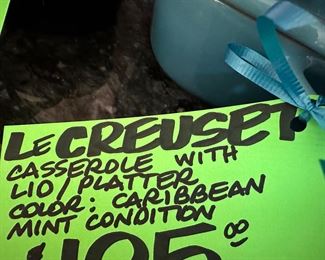 LE CREUSET
CASSEROLE WITH
LID/PLATTER
COLOR: CARIBBEAN
MINT CONDITION